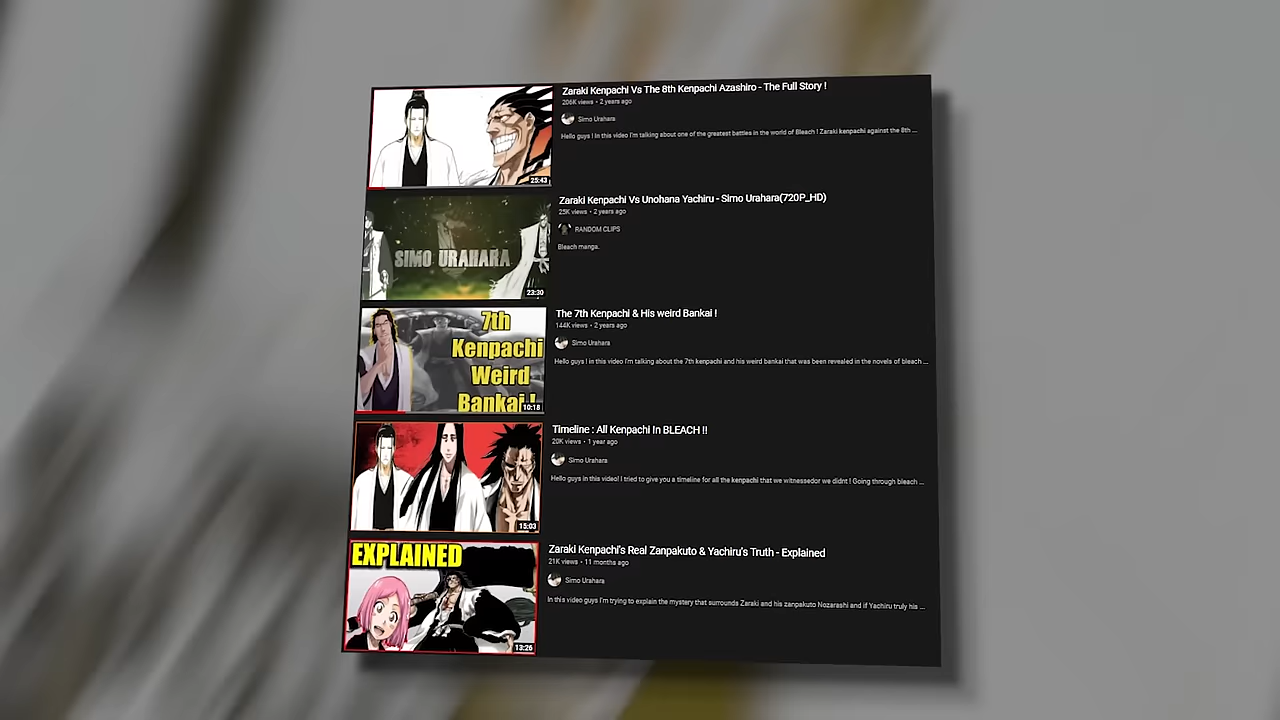 Zaraki Kenpachi Vs The 8th Kenpachi Azashiro - The Full Story !
206K views • 2 years ago
Simo Urahara
Hello guys ! In this video I'm talking about one of the greatest battles in the world of Bleach ! Zaraki kenpachi against the 8th ...
25:43
Zaraki Kenpachi Vs Unohana Yachiru - Simo Urahara(720P_HD)
25K views • 2 years ago
RANDOM CLIPS
Bleach manga.
SIMO URAHARA
23:30
The 7th Kenpachi & His weird Bankai !
144K views • 2 years ago
Simo Urahara
Hello guys ! in this video I'm talking about the 7th kenpachi and his weird bankai that was been revealed in the novels of bleach ...
7th
Kenpachi
Weird
Bankai !
10:18
Timeline : All Kenpachi In BLEACH !!
20K views • 1 year ago
Simo Urahara
Hello guys in this video! I tried to give you a timeline for all the kenpachi that we witnessedor we didnt ! Going through bleach ...
15:03
Zaraki Kenpachi's Real Zanpakuto & Yachiru's Truth - Explained
21K views • 11 months ago
Simo Urahara
In this video guys I'm trying to explain the mystery that surrounds Zaraki and his zanpakuto Nozarashi and if Yachiru truly his ...
EXPLAINED
13:26